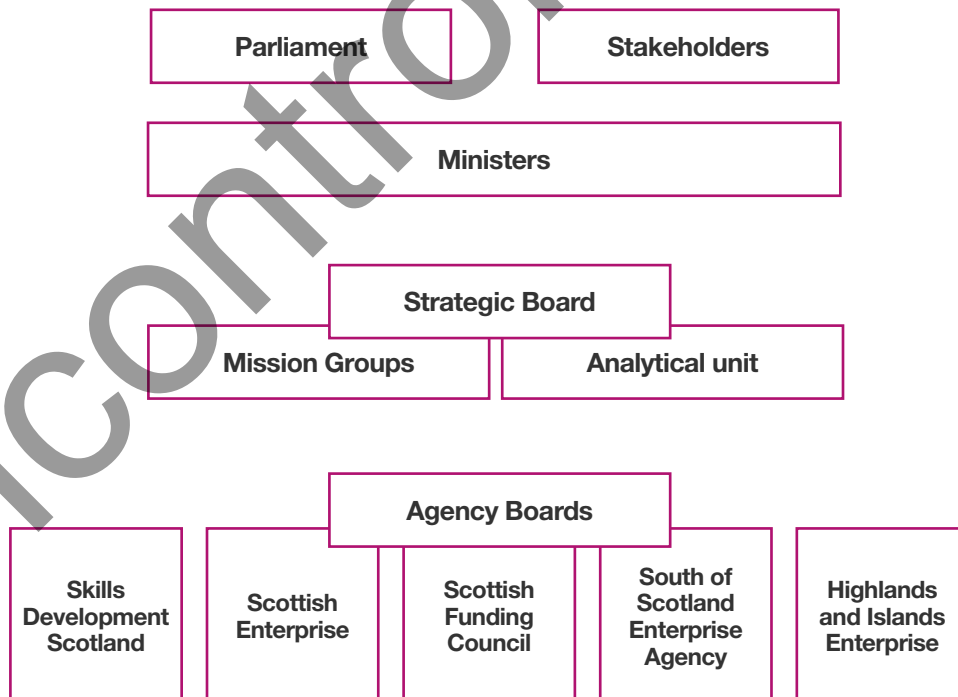 Parliament
Stakeholders
Ministers
Strategic Board
Mission Groups
Analytical unit
Agency Boards
Skills
Development
Scotland
Scottish
Enterprise
Scottish
Funding
Council
South of
Scotland
Enterprise
Agency
Highlands
and Islands
Enterprise